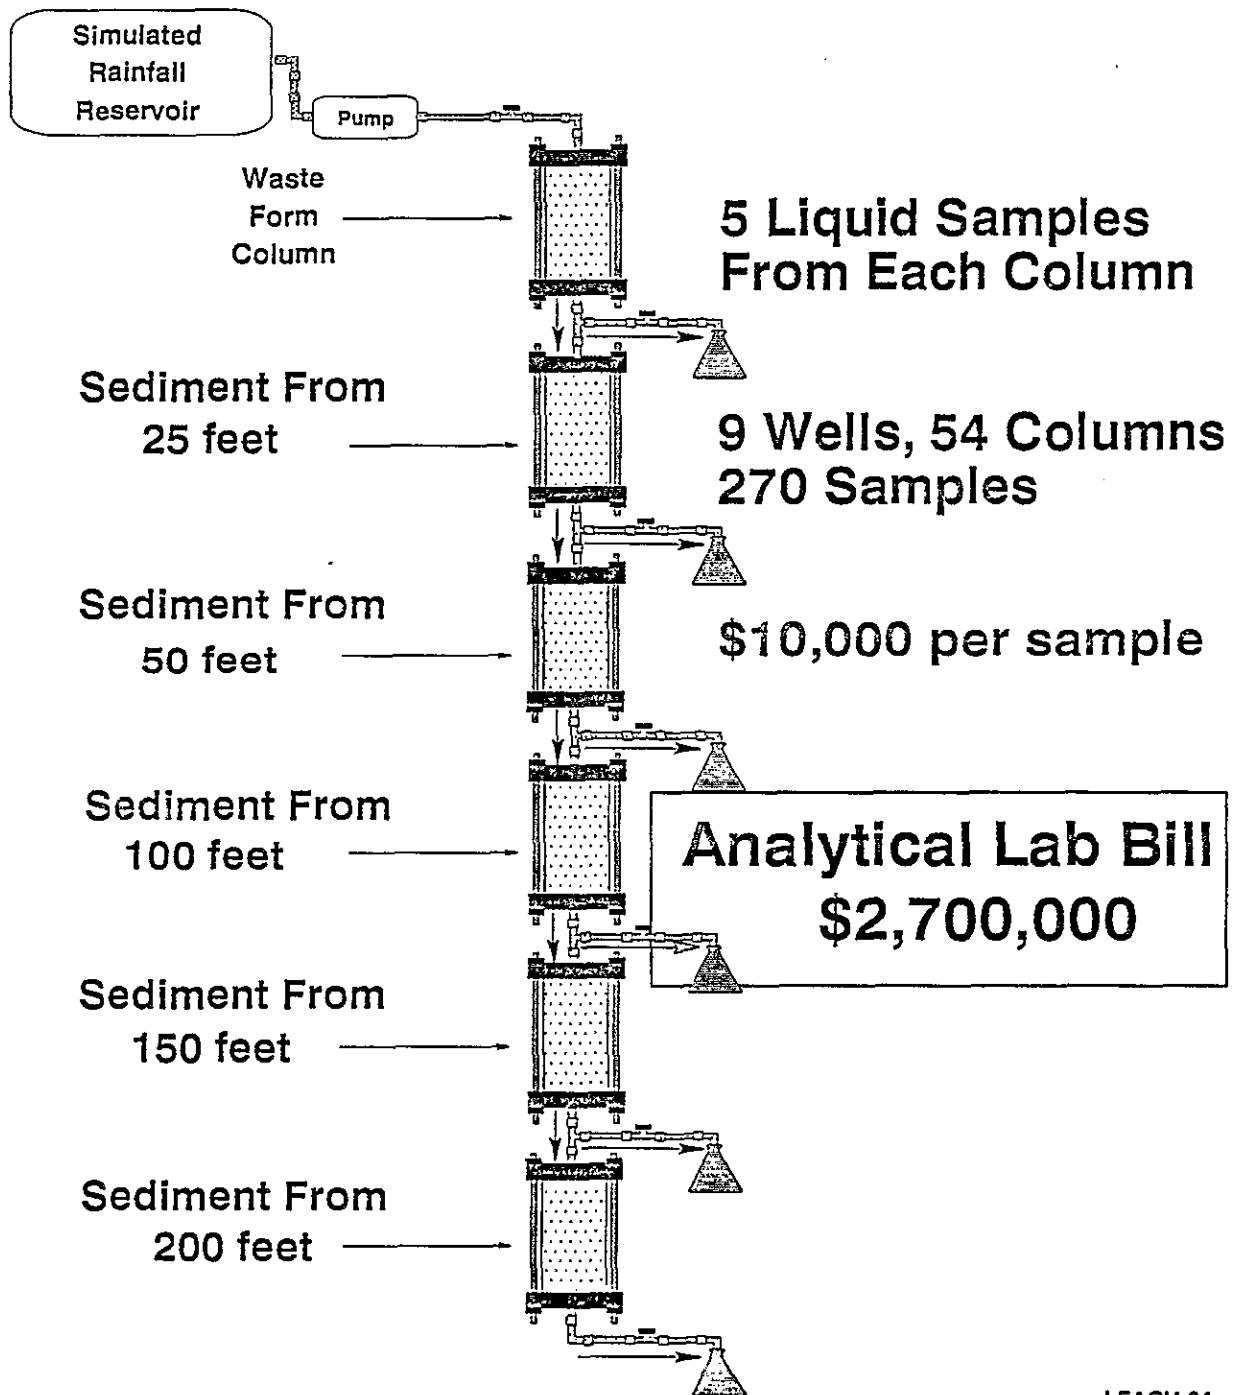 Simulated
Rainfall
Reservoir
Pump
Waste
Form
Column
5 Liquid Samples
From Each Column
Sediment From
25 feet
9 Wells, 54 Columns
270 Samples
Sediment From
50 feet
$10,000 per sample
Sediment From
100 feet
Analytical Lab Bill
$2,700,000
Sediment From
150 feet
Sediment From
200 feet